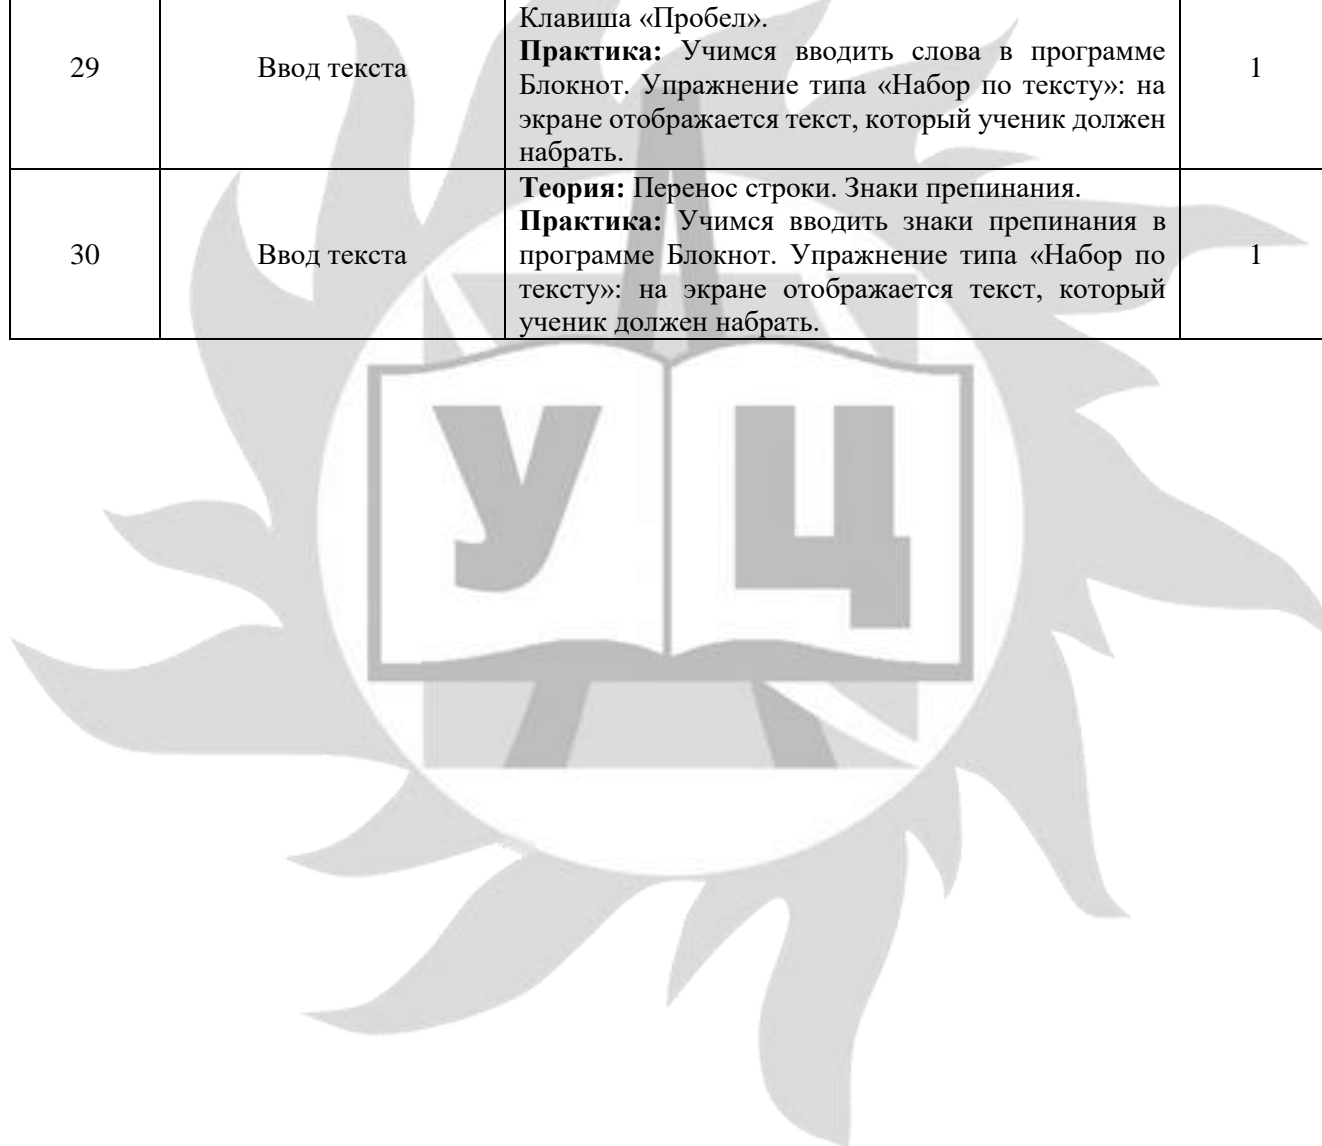 Клавиша «Пробел».
29
Ввод текста
Практика: Учимся вводить слова в программе
Блокнот. Упражнение типа «Набор по тексту»: на
экране отображается текст, который ученик должен
набрать.
1
30
Ввод текста
Теория: Перенос строки. Знаки препинания.
Практика: Учимся вводить знаки препинания в
программе Блокнот. Упражнение типа «Набор по
тексту»: на экране отображается текст, который
ученик должен набрать.
1
УЦ